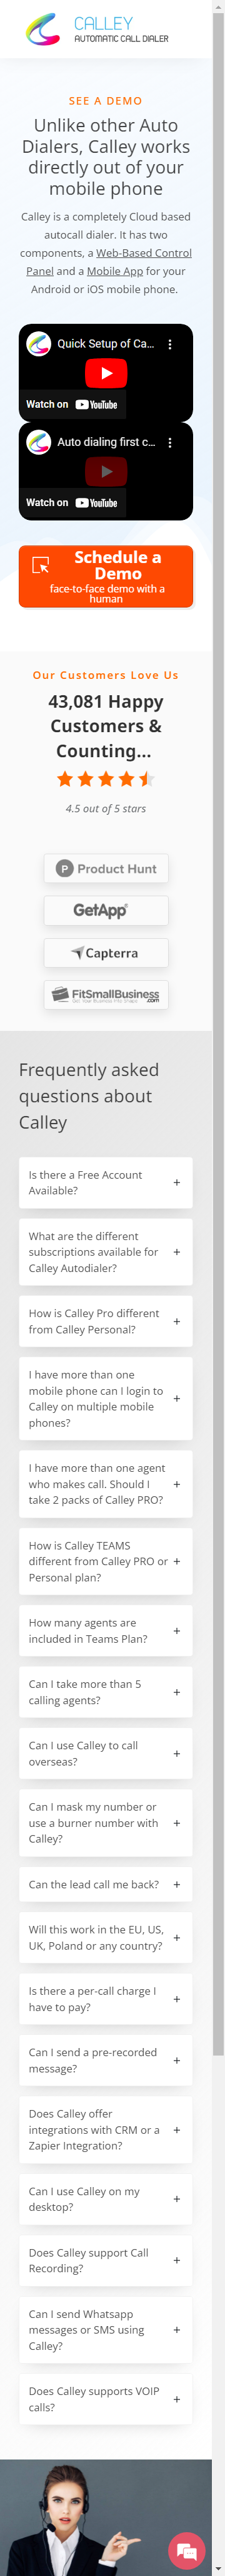 CALLEY
AUTOMATIC CALL DIALER
SEE A DEMO
Unlike other Auto
Dialers, Calley works
directly out of your
mobile phone
Calley is a completely Cloud based
autocall dialer. It has two
components, a Web-Based Control
Panel and a Mobile App for your
Android or iOS mobile phone.
Quick Setup of Ca...
Watch on YouTube
Auto dialing first c...
Watch on YouTube
Schedule a
Demo
face-to-face demo with a
human
Our Customers Love Us
43,081 Happy
Customers &
Counting...
4.5 out of 5 stars
P Product Hunt
GetApp
Capterra
FitSmallBusiness
Get Your Business Into Shape .com
Frequently asked
questions about
Calley
Is there a Free Account
Available?
What are the different
subscriptions available for
Calley Autodialer?
How is Calley Pro different
from Calley Personal?
I have more than one
mobile phone can I login to
Calley on multiple mobile
phones?
I have more than one agent
who makes call. Should I
take 2 packs of Calley PRO?
How is Calley TEAMS
different from Calley PRO or
Personal plan?
How many agents are
included in Teams Plan?
Can I take more than 5
calling agents?
Can I use Calley to call
overseas?
Can I mask my number or
use a burner number with
Calley?
Can the lead call me back?
Will this work in the EU, US,
UK, Poland or any country?
Is there a per-call charge I
have to pay?
Can I send a pre-recorded
message?
Does Calley offer
integrations with CRM or a
Zapier Integration?
Can I use Calley on my
desktop?
Does Calley support Call
Recording?
Can I send Whatsapp
messages or SMS using
Calley?
Does Calley supports VOIP
calls?